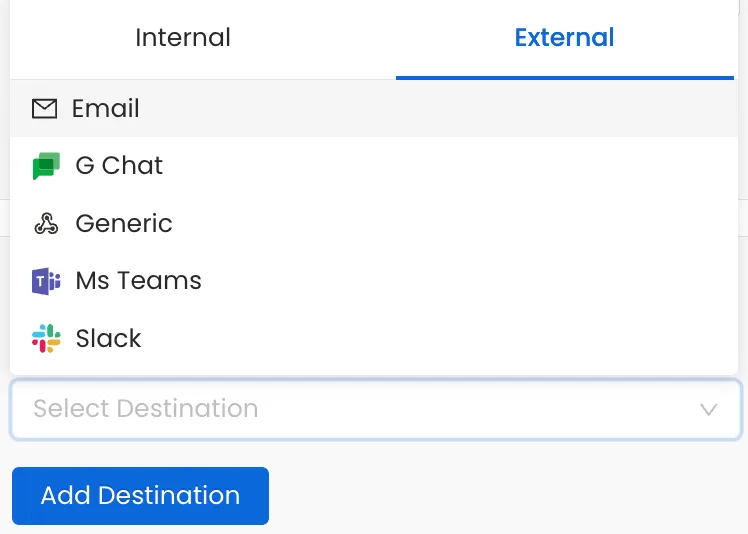 Internal External
Email
G Chat
Generic
Ms Teams
Slack
Select Destination
Add Destination